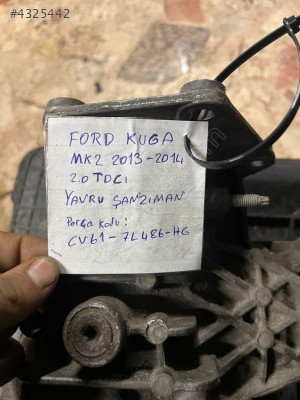 #4325442
FORD KUGA
MK2 2013-2014
2.0 TDCI
YAVRU ŞANZIMAN
Parça kodu:
CV61-7L486-HG